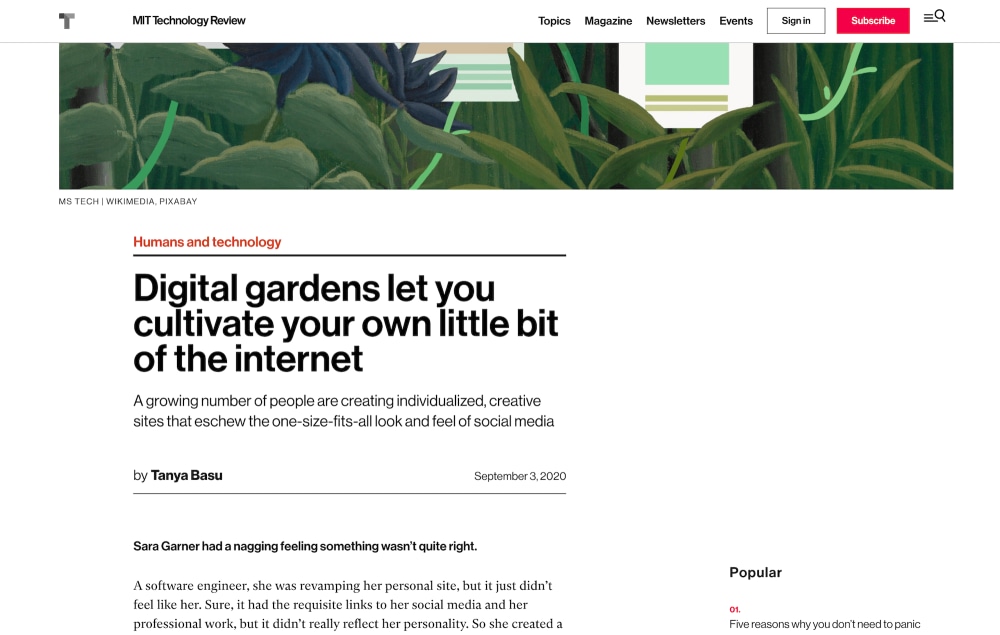 MIT Technology Review
Topics Magazine Newsletters Events Sign in Subscribe
MS TECH | WIKIMEDIA, PIXABAY
Humans and technology
Digital gardens let you
cultivate your own little bit
of the internet
A growing number of people are creating individualized, creative
sites that eschew the one-size-fits-all look and feel of social media
by Tanya Basu
September 3, 2020
Sara Garner had a nagging feeling something wasn’t quite right.
A software engineer, she was revamping her personal site, but it just didn’t
feel like her. Sure, it had the requisite links to her social media and her
professional work, but it didn’t really reflect her personality. So she created a
Popular
01.
Five reasons why you don’t need to panic